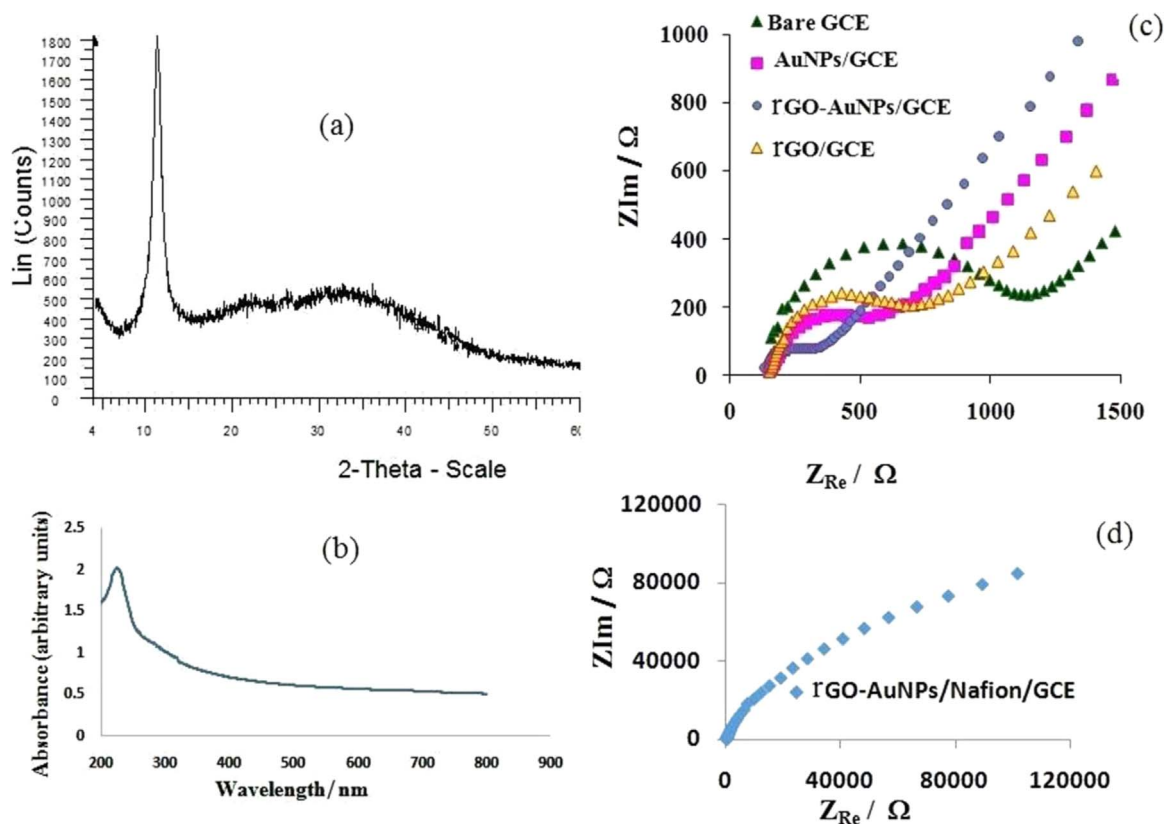 (a)
Lin (Counts)
1800
1700
1600
1500
1400
1300
1200
1100
1000
900
800
700
600
500
400
300
200
100
0
4 10 20 30 40 50 60
2-Theta - Scale
(b)
Absorbance (arbitrary units)
2.5
2
1.5
1
0.5
0
200 300 400 500 600 700 800 900
Wavelength/nm
(c)
Bare GCE
AuNPs/GCE
rGO-AuNPs/GCE
rGO/GCE
ZIm / Ω
1000
800
600
400
200
0
0 500 1000 1500
ZRe / Ω
(d)
ZIm / Ω
120000
80000
40000
0
rGO-AuNPs/Nafion/GCE
0 40000 80000 120000
ZRe / Ω